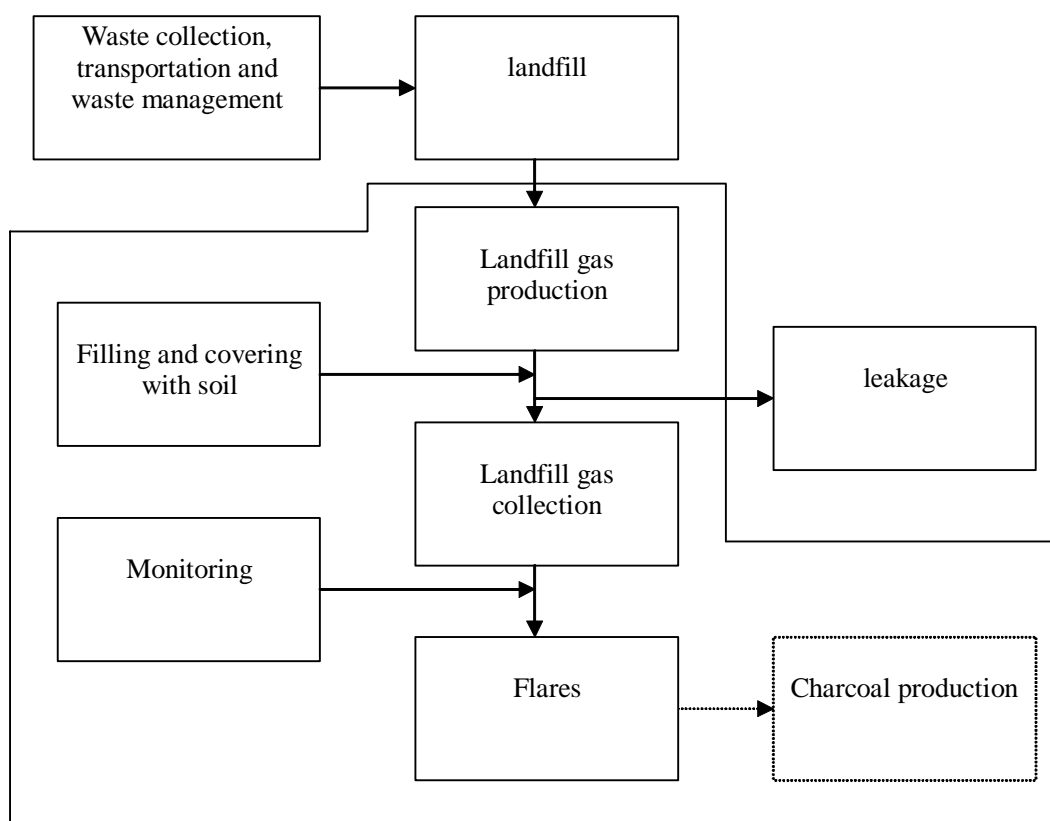 Waste collection,
transportation and
waste management
landfill
Landfill gas
production
Filling and covering
with soil
leakage
Landfill gas
collection
Monitoring
Flares
Charcoal production